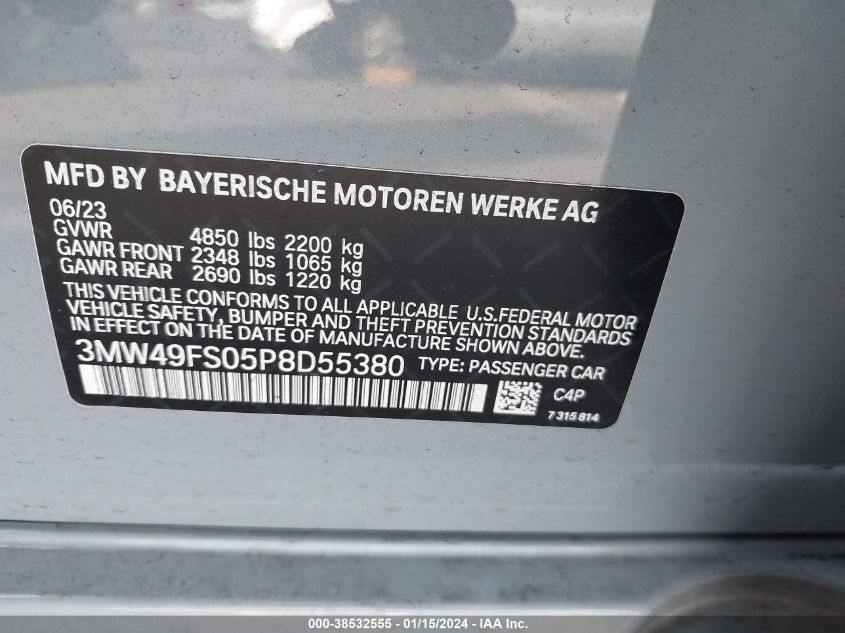 MFD BY BAYERISCHE MOTOREN WERKE AG
06/23
GVWR 4850 lbs 2200 kg
GAWR FRONT 2348 lbs 1065 kg
GAWR REAR 2690 lbs 1220 kg
THIS VEHICLE CONFORMS TO ALL APPLICABLE U.S.FEDERAL MOTOR
VEHICLE SAFETY, BUMPER AND THEFT PREVENTION STANDARDS
IN EFFECT ON THE DATE OF MANUFACTURE SHOWN ABOVE.
3MW49FS05P8D55380 TYPE: PASSENGER CAR
C4P
7315814
000-38532555 - 01/15/2024 - IAA Inc.